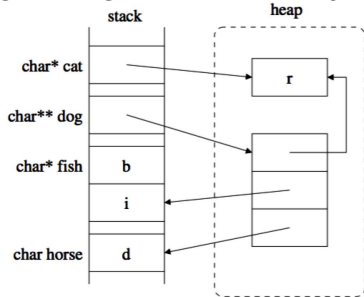 stack
heap
char* cat
r
char** dog
char* fish
b
i
char horse
d